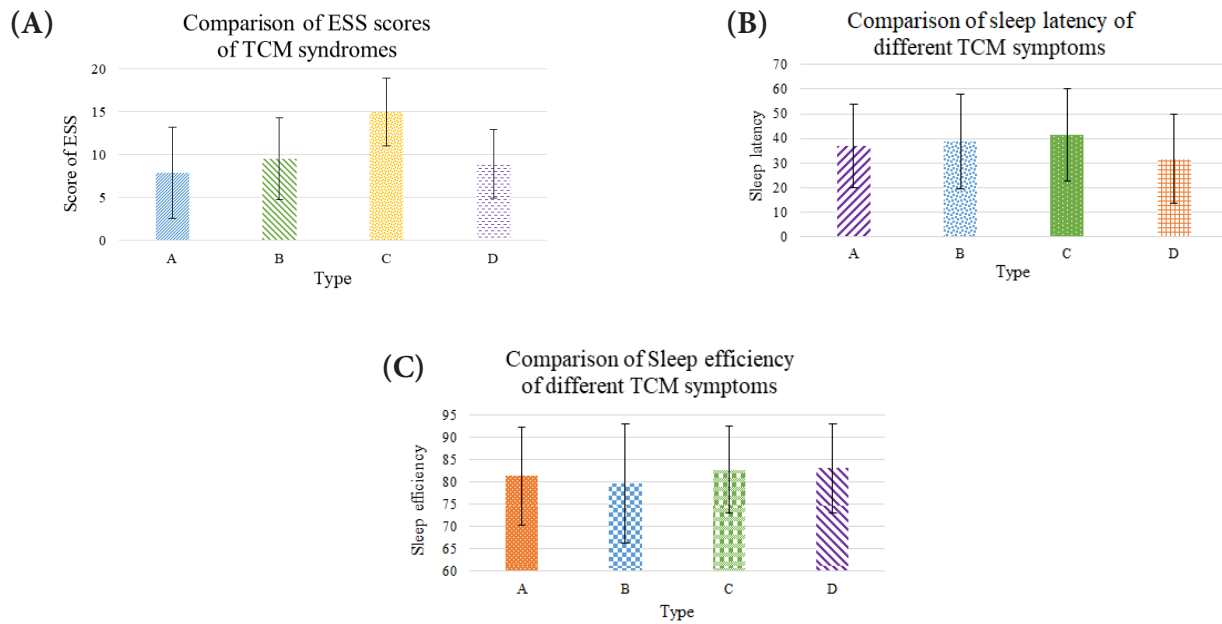 (A)
Comparison of ESS scores
of TCM syndromes
20
15
10
5
0
Score of ESS
A B C D
Type
(B)
Comparison of sleep latency of
different TCM symptoms
70
60
50
40
30
20
10
0
Sleep latency
A B C D
Type
(C)
Comparison of Sleep efficiency
of different TCM symptoms
95
90
85
80
75
70
65
60
Sleep efficiency
A B C D
Type